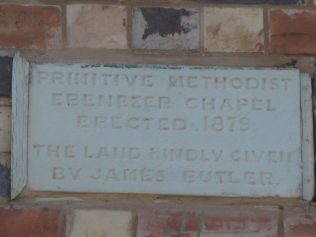 PRIMITIVE METHODIST
EBENEZER CHAPEL
ERECTED 1879
THE LAND KINDLY GIVEN
BY JAMES BUTLER